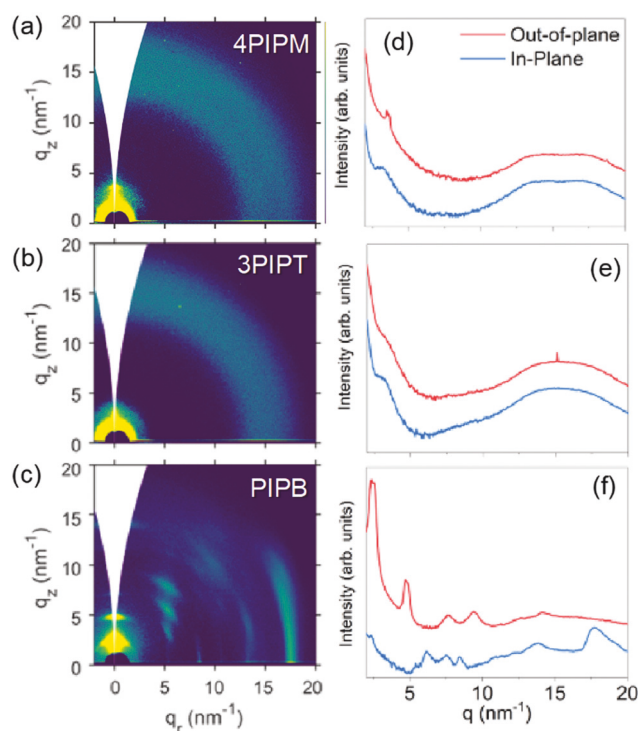 (a)
4PIPM
q_z (nm⁻¹)
20
15
10
5
0
(b)
3PIPT
q_z (nm⁻¹)
20
15
10
5
0
(c)
PIPB
q_z (nm⁻¹)
20
15
10
5
0
0 5 10 15 20
q_r (nm⁻¹)
(d)
Out-of-plane
In-Plane
Intensity (arb. units)
(e)
Intensity (arb. units)
(f)
Intensity (arb. units)
5 10 15 20
q (nm⁻¹)